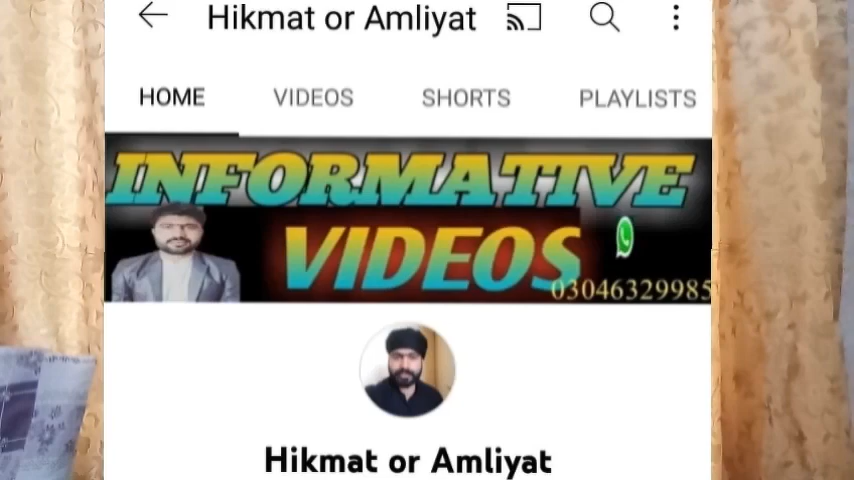 Hikmat or Amliyat
HOME VIDEOS SHORTS PLAYLISTS
INFORMATIVE
VIDEOS
03046329985
Hikmat or Amliyat